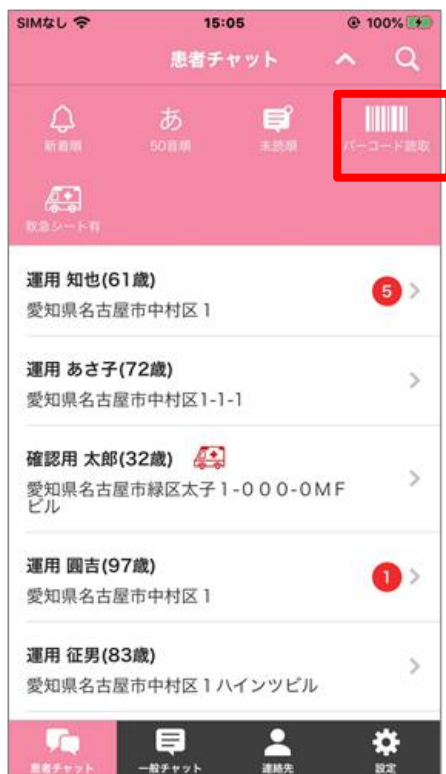 SIMなし 15:05 100%
患者チャット
新着順 あ 50音順 未読順 バーコード読取
救急シート有
運用 知也(61歳) 5
愛知県名古屋市中村区1
運用 あさ子(72歳)
愛知県名古屋市中村区1-1-1
確認用 太郎(32歳)
愛知県名古屋市緑区太子1-000-0MF
ビル
運用 圓吉(97歳) 1
愛知県名古屋市中村区1
運用 征男(83歳)
愛知県名古屋市中村区1ハインツビル
患者チャット 一般チャット 連絡先 設定